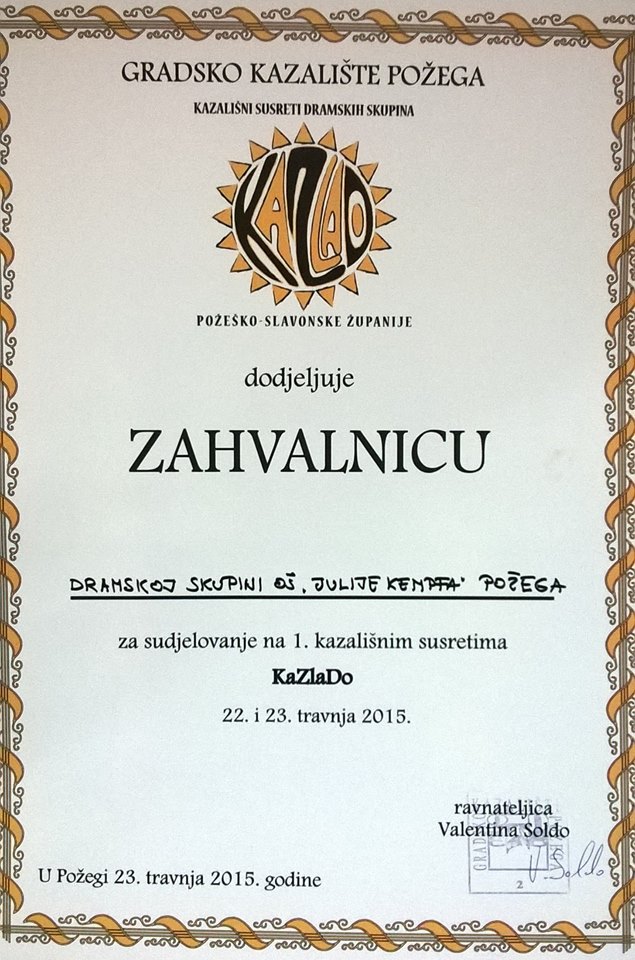 GRADSKO KAZALIŠTE POŽEGA
KAZALIŠNI SUSRETI DRAMSKIH SKUPINA
KAZLADO
POŽEŠKO-SLAVONSKE ŽUPANIJE
dodjeljuje
ZAHVALNICU
DRAMSKOJ SKUPINI OŠ „JULIJE KEMPFA" POŽEGA
za sudjelovanje na 1. kazališnim susretima
KaZlaDo
22. i 23. travnja 2015.
ravnateljica
Valentina Soldo
V. Soldo
2
U Požegi 23. travnja 2015. godine